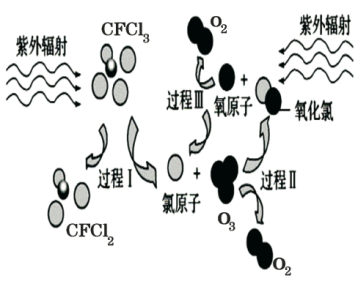 CFCl3
O2
紫外辐射
紫外辐射
过程Ⅲ
氧原子
+
氧化氯
过程Ⅰ
氯原子
+
O3
过程Ⅱ
CFCl2
O2